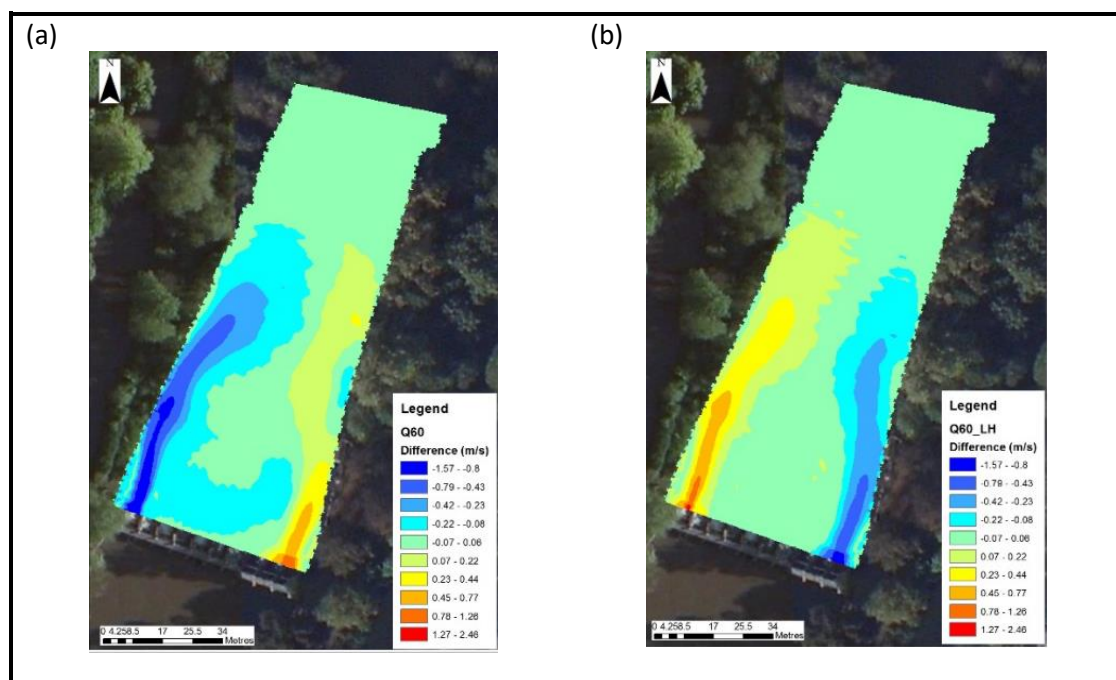 (a)
(b)
N
Legend
Q60
Difference (m/s)
-1.57 - -0.8
-0.79 - -0.43
-0.42 - -0.23
-0.22 - -0.08
-0.07 - 0.06
0.07 - 0.22
0.23 - 0.44
0.45 - 0.77
0.78 - 1.26
1.27 - 2.46
0 4.258.5 17 25.5 34
Metres
N
Legend
Q60_LH
Difference (m/s)
-1.57 - -0.8
-0.79 - -0.43
-0.42 - -0.23
-0.22 - -0.08
-0.07 - 0.06
0.07 - 0.22
0.23 - 0.44
0.45 - 0.77
0.78 - 1.26
1.27 - 2.46
0 4.258.5 17 25.5 34
Metres